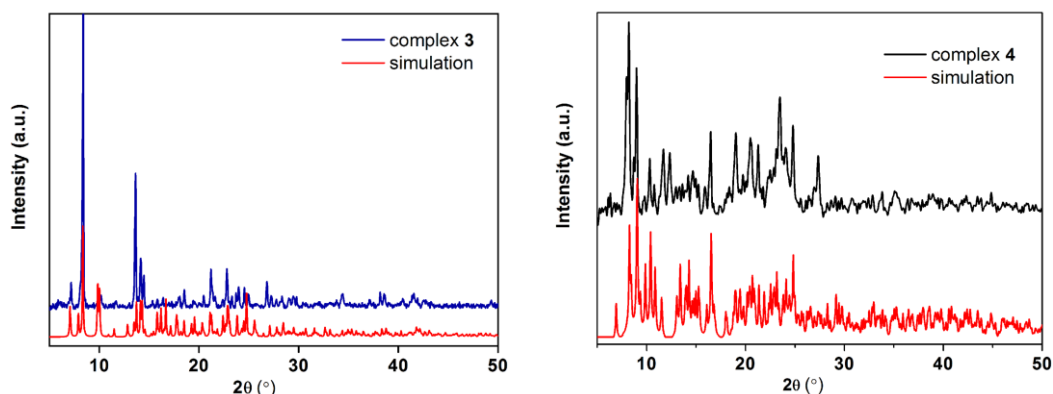 complex 3
simulation
Intensity (a.u.)
10 20 30 40 50
2θ (°)
complex 4
simulation
Intensity (a.u.)
10 20 30 40 50
2θ (°)